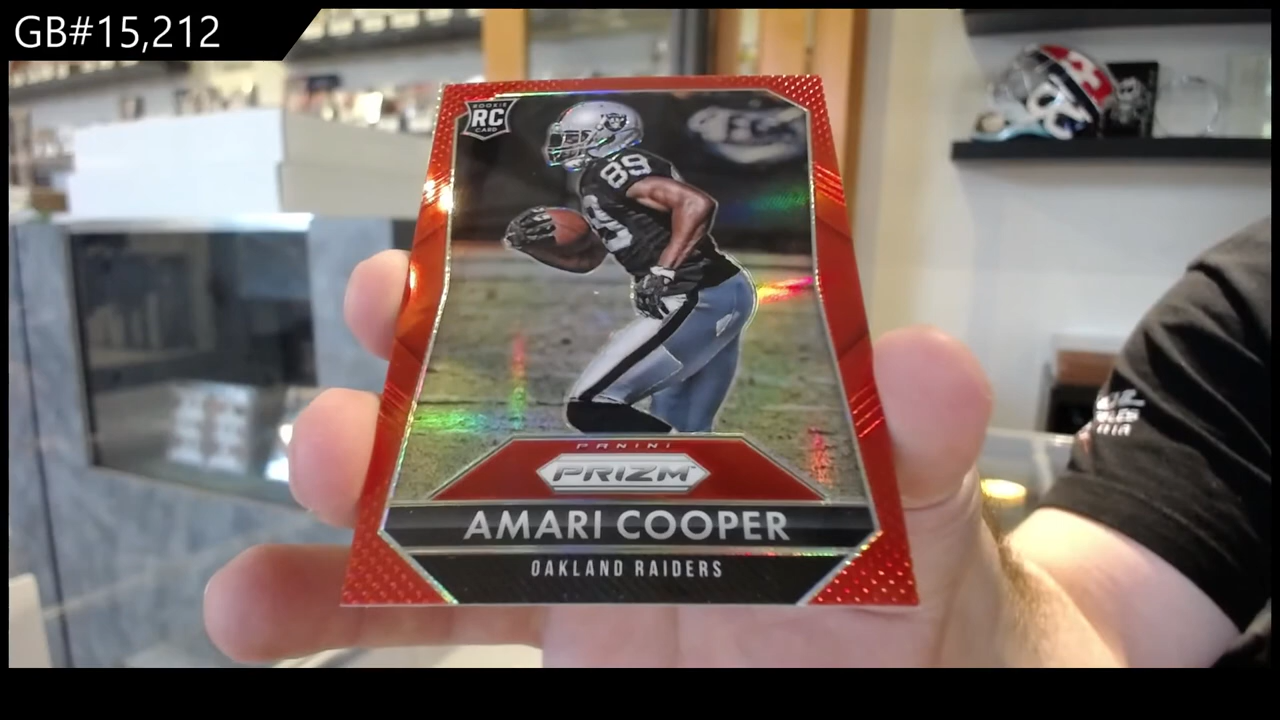 GB#15,212
ROOKIE
RC
CARD
89
PANINI
PRIZM
AMARI COOPER
OAKLAND RAIDERS